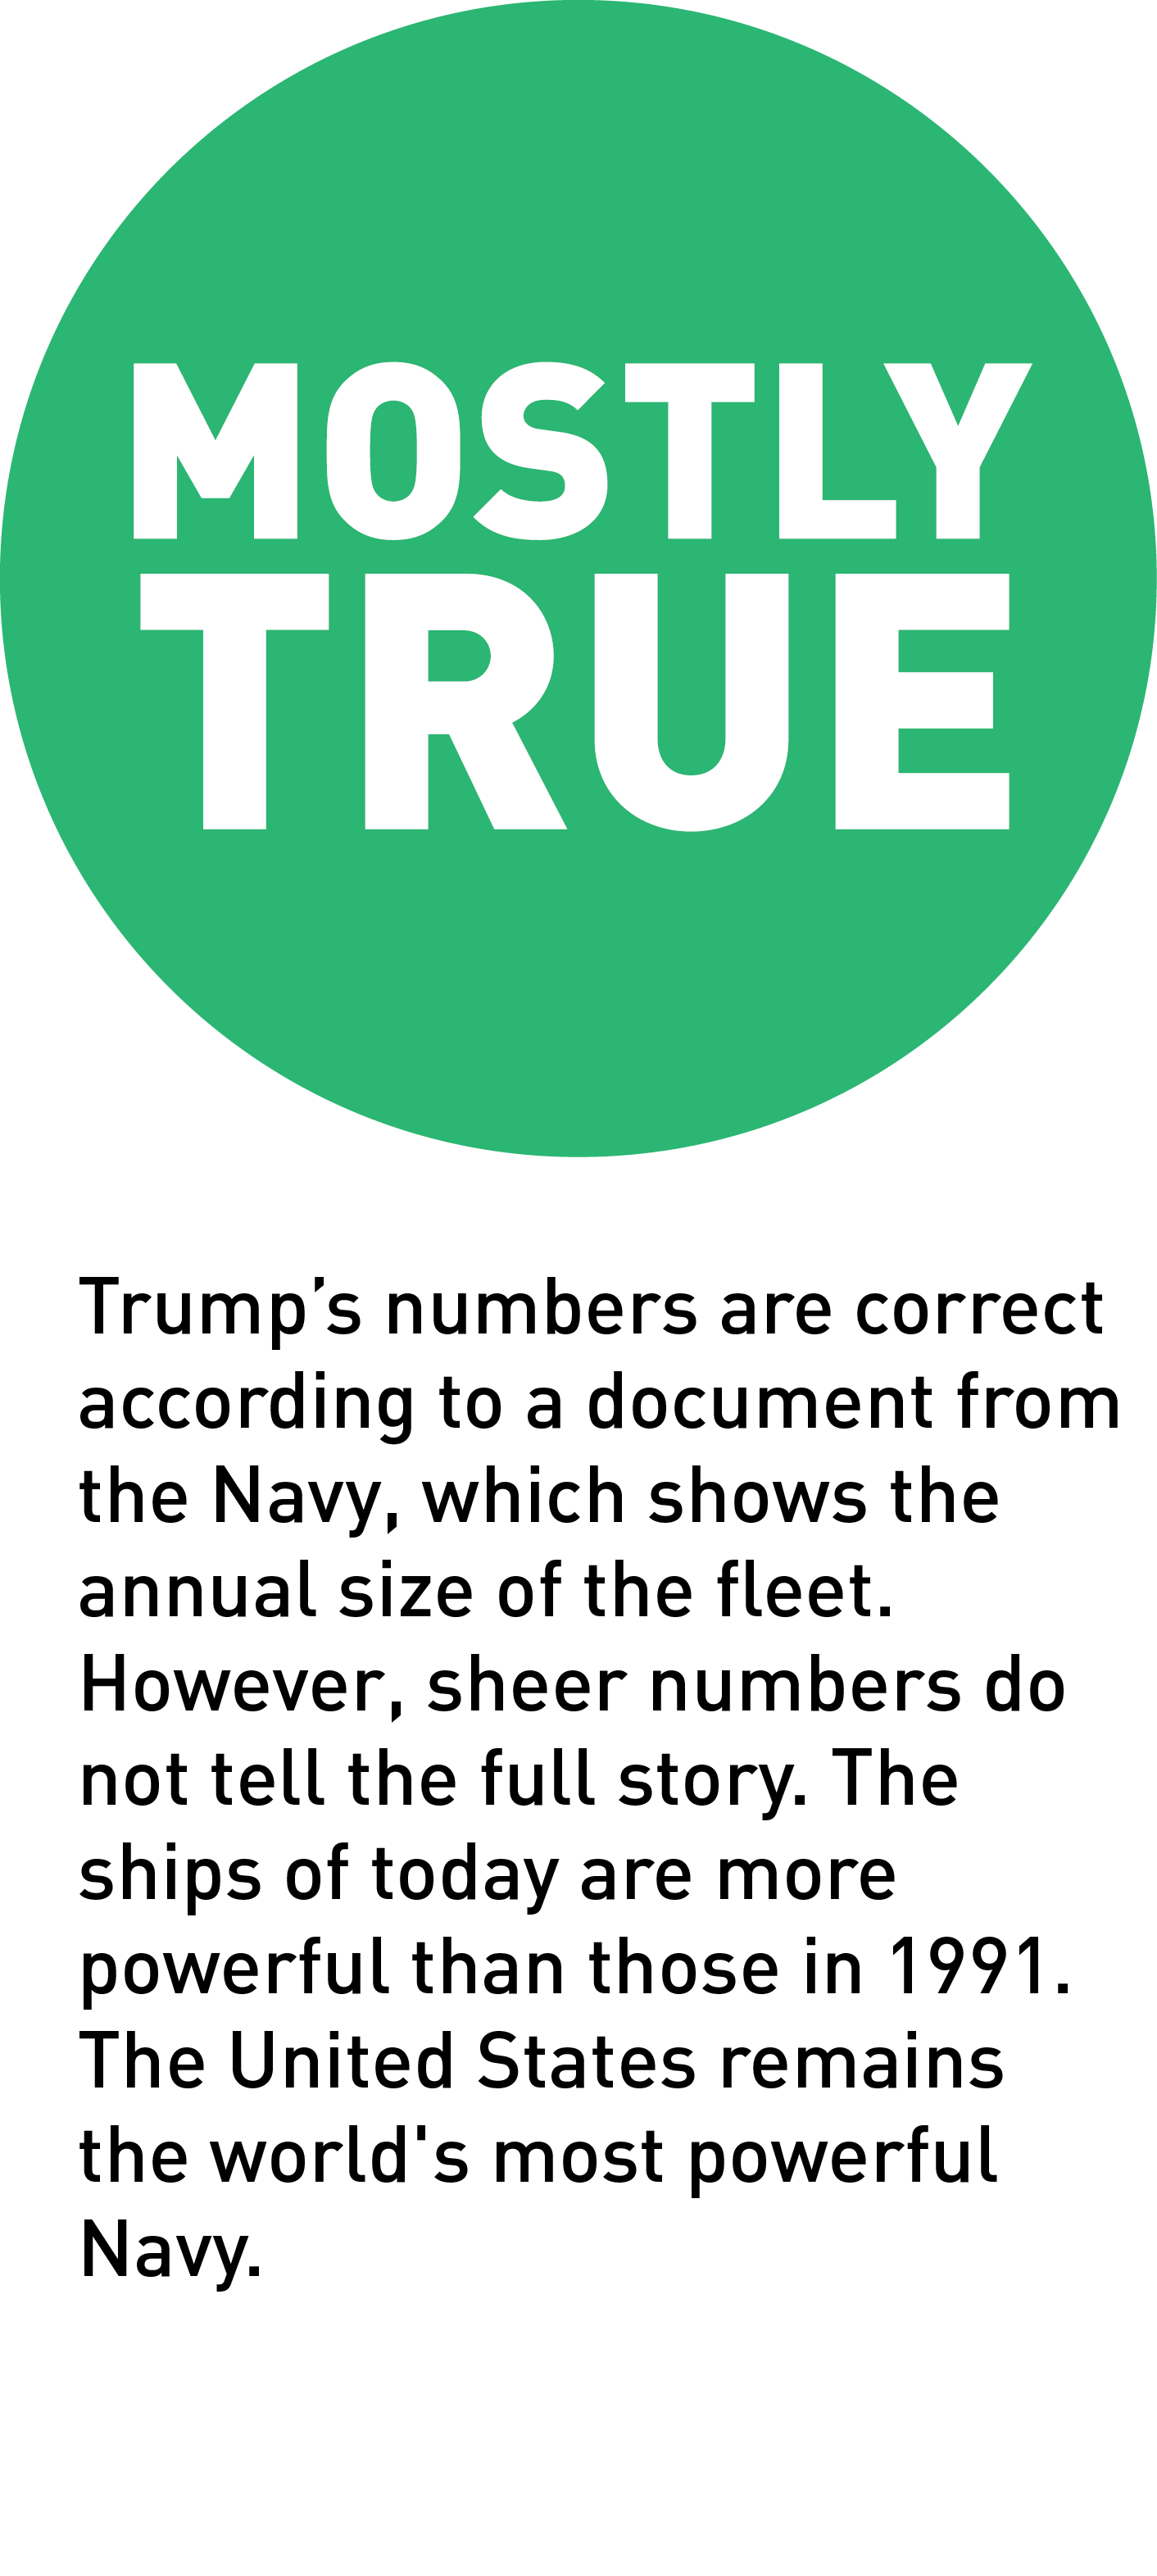 MOSTLY
TRUE
Trump’s numbers are correct
according to a document from
the Navy, which shows the
annual size of the fleet.
However, sheer numbers do
not tell the full story. The
ships of today are more
powerful than those in 1991.
The United States remains
the world's most powerful
Navy.